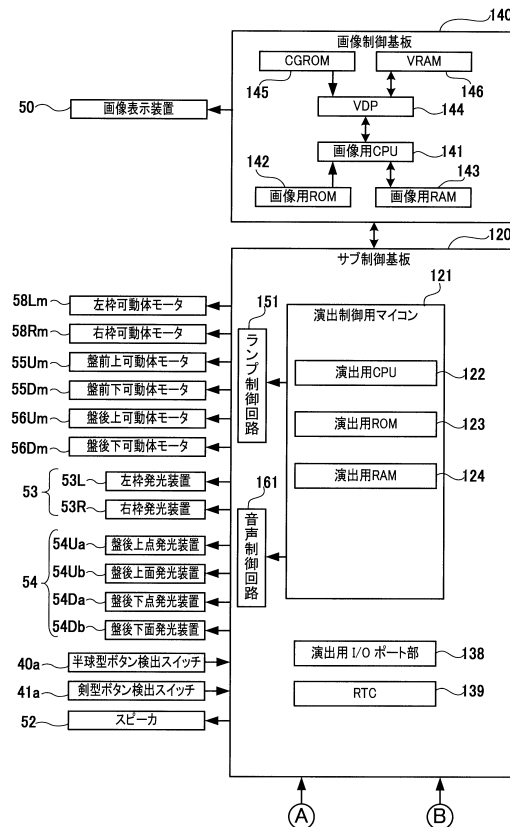 140
画像制御基板
CGROM
VRAM
145
146
50
画像表示装置
VDP
144
画像用CPU
141
142
143
画像用ROM
画像用RAM
120
サブ制御基板
121
58Lm
左枠可動体モータ
151
演出制御用マイコン
58Rm
右枠可動体モータ
ランプ制御回路
55Um
盤前上可動体モータ
演出用CPU
122
55Dm
盤前下可動体モータ
56Um
盤後上可動体モータ
演出用ROM
123
56Dm
盤後下可動体モータ
演出用RAM
124
53
53L
左枠発光装置
161
53R
右枠発光装置
音声制御回路
54
54Ua
盤後上点発光装置
54Ub
盤後上面発光装置
54Da
盤後下点発光装置
54Db
盤後下面発光装置
40a
半球型ボタン検出スイッチ
演出用I/Oポート部
138
41a
剣型ボタン検出スイッチ
RTC
139
52
スピーカ
A
B